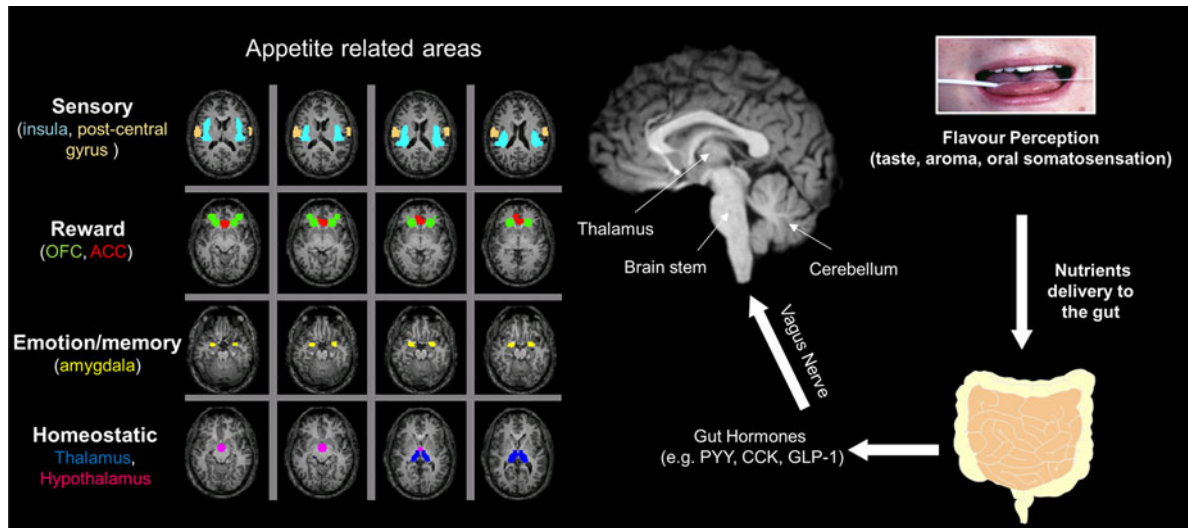 Appetite related areas
Sensory
(insula, post-central
gyrus )
Reward
(OFC, ACC)
Emotion/memory
(amygdala)
Homeostatic
Thalamus,
Hypothalamus
Thalamus
Brain stem
Cerebellum
Flavour Perception
(taste, aroma, oral somatosensation)
Nutrients
delivery to
the gut
Vagus Nerve
Gut Hormones
(e.g. PYY, CCK, GLP-1)